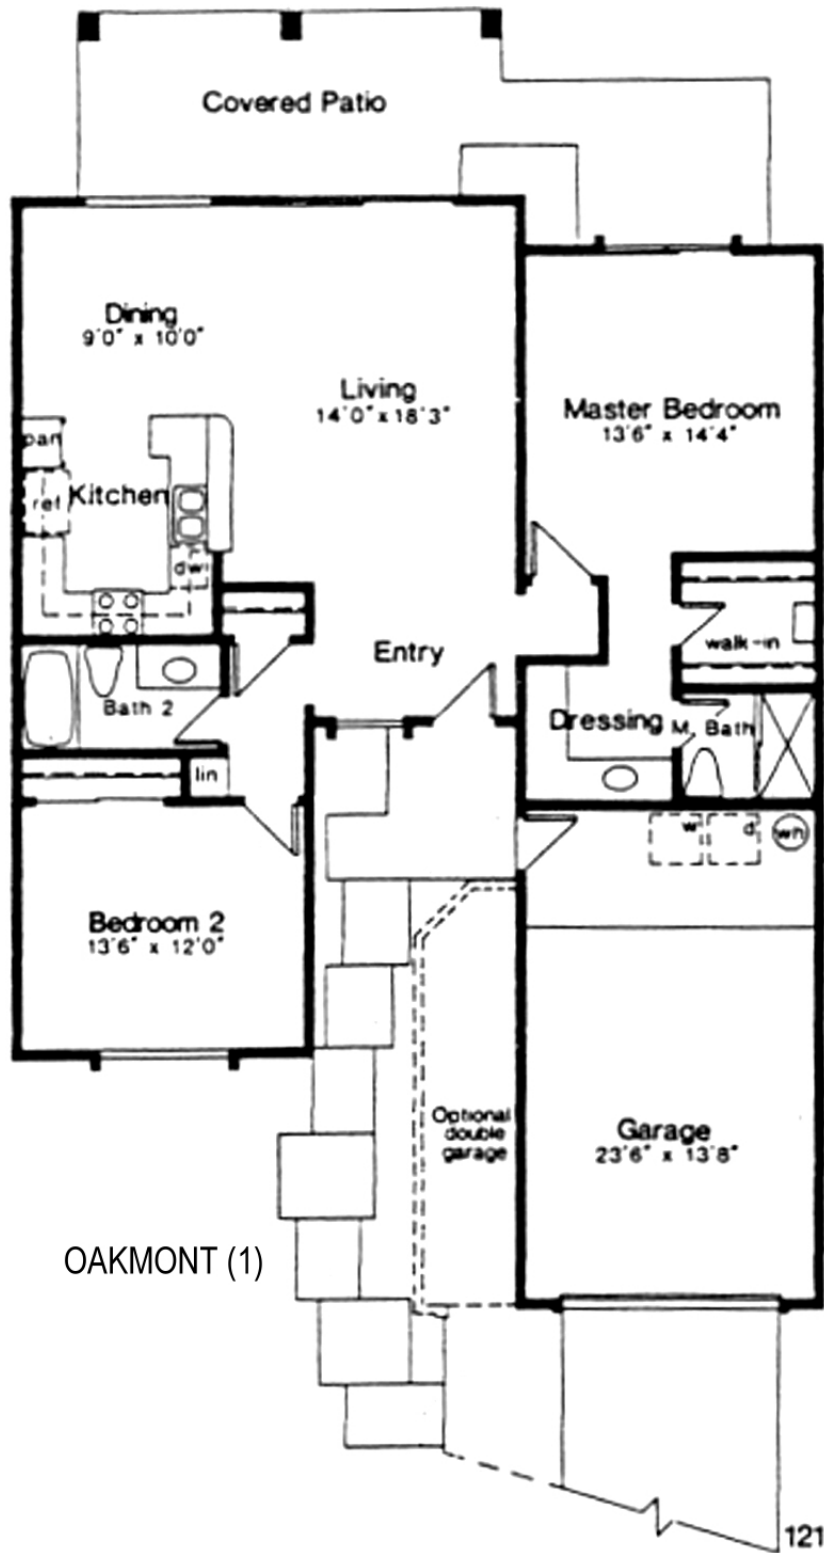 Covered Patio
Dining
9'0" x 10'0"
Living
14'0" x 18'3"
Master Bedroom
13'6" x 14'4"
pan
ref
Kitchen
dw
walk-in
Entry
Bath 2
Dressing
M. Bath
lin
w
d
wh
Bedroom 2
13'6" x 12'0"
Optional
double
garage
Garage
23'6" x 13'8"
OAKMONT (1)
121